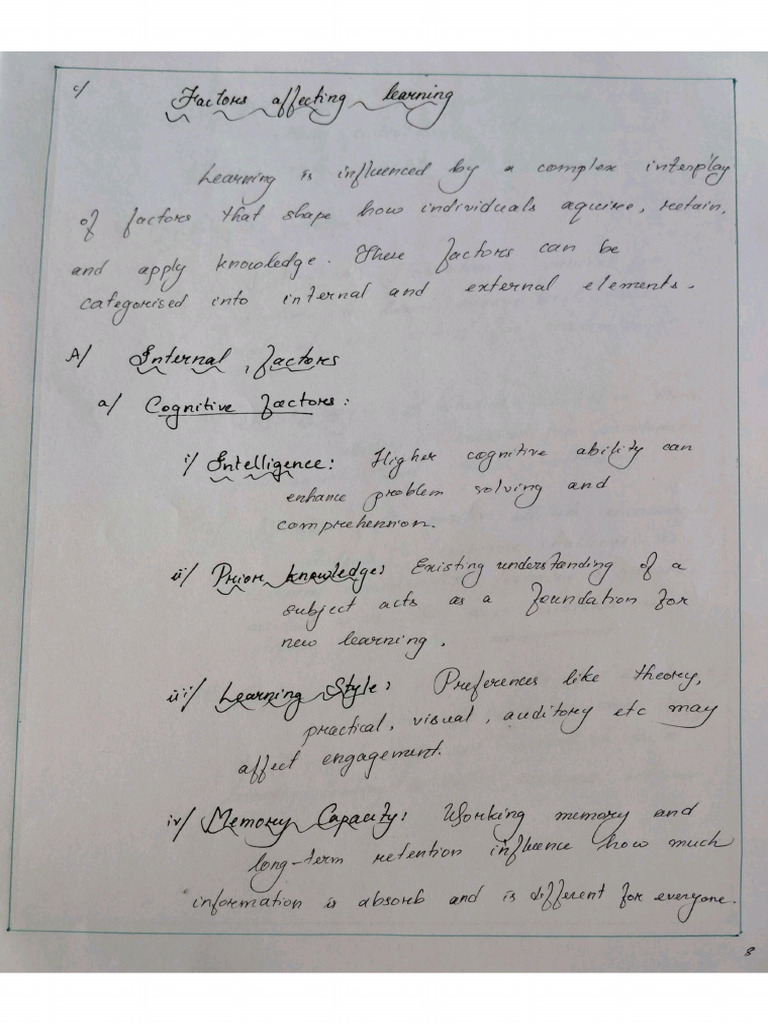 c/ Factors affecting learning
Learning is influenced by a complex interplay
of factors that shape how individuals aquire, retain,
and apply knowledge. These factors can be
categorised into internal and external elements.
A/ Internal factors
a/ Cognitive factors:
i/ Intelligence: Higher cognitive ability can
enhance problem solving and
comprehension.
ii/ Prior knowledge: Existing understanding of a
subject acts as a foundation for
new learning.
iii/ Learning Style: Preferences like theory,
practical, visual, auditory etc may
affect engagement.
iv/ Memory Capacity: Working memory and
long-term retention influence how much
information is absorb and is different for everyone.
8